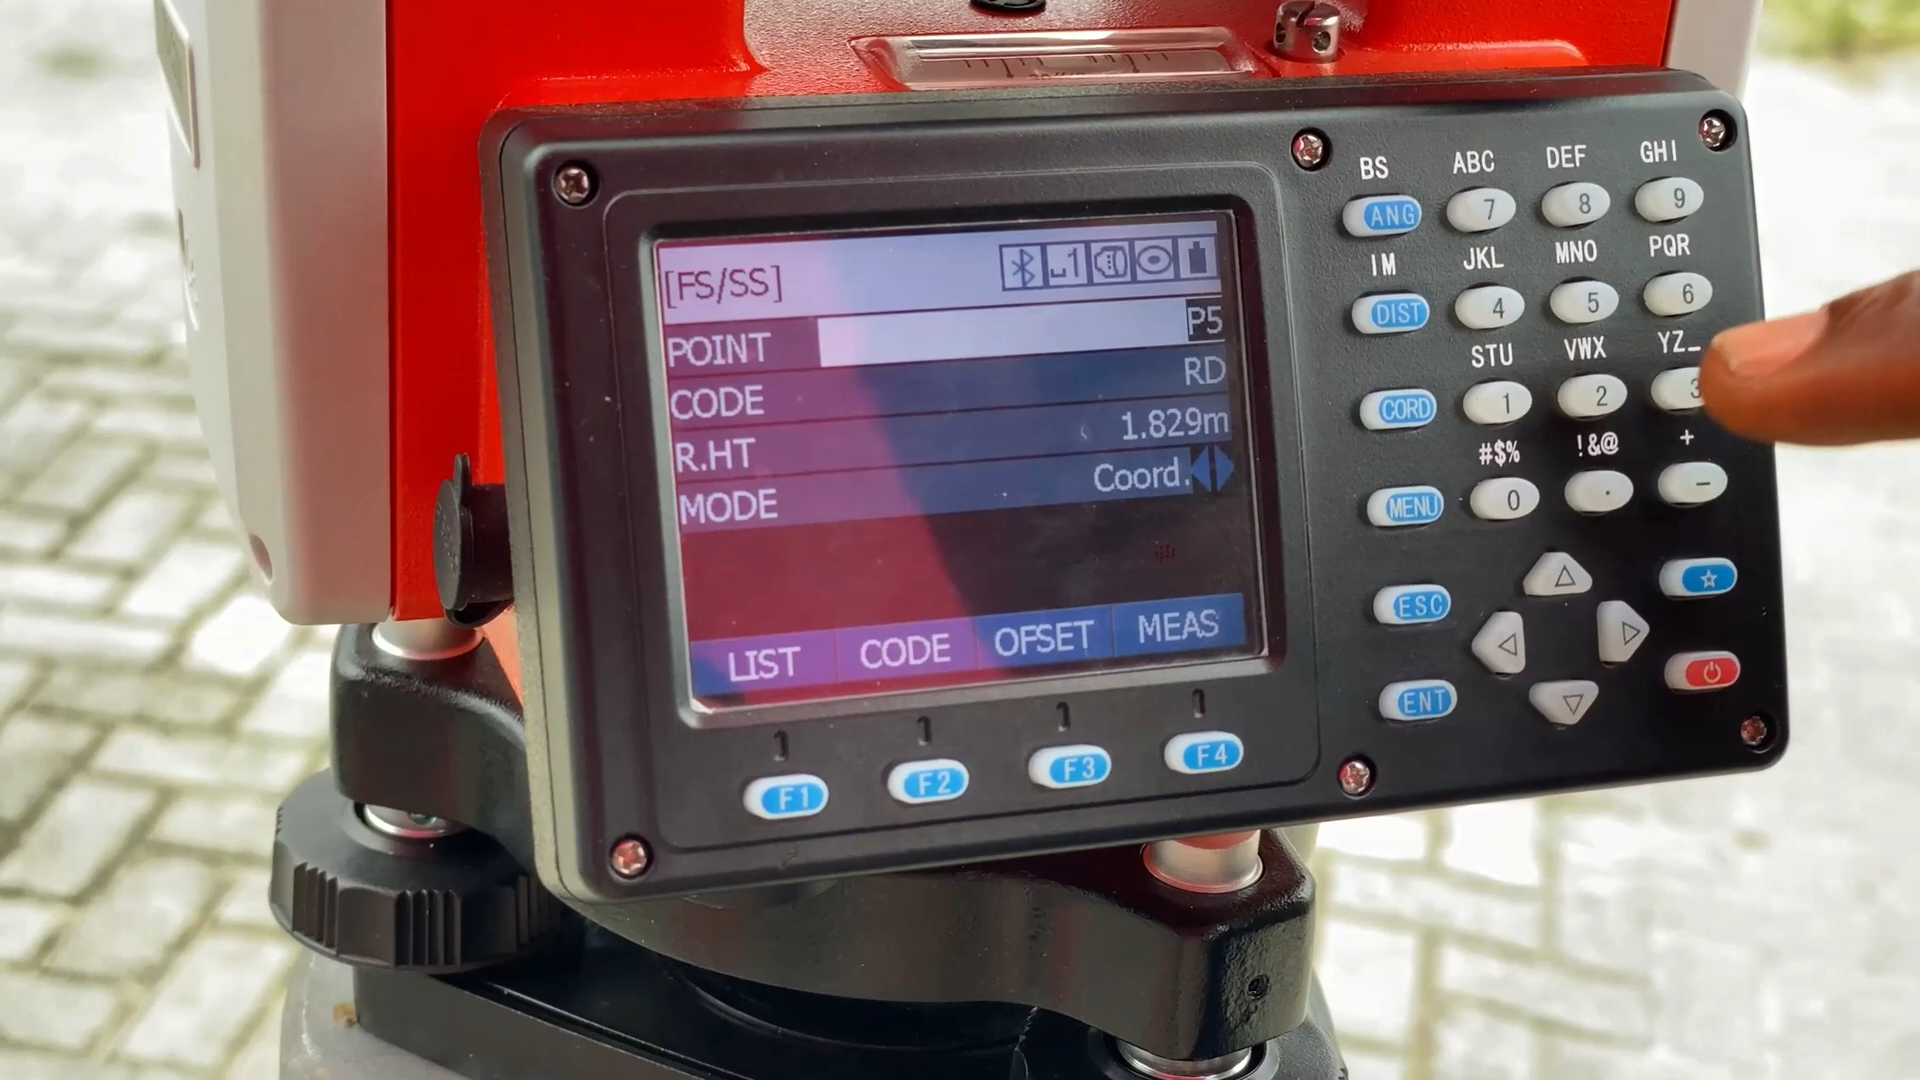 [FS/SS]
POINT P5
CODE RD
R.HT 1.829m
MODE Coord.
LIST CODE OFSET MEAS
F1 F2 F3 F4
BS ABC DEF GHI
ANG 7 8 9
IM JKL MNO PQR
DIST 4 5 6
STU VWX YZ_
CORD 1 2 3
#$% !&@ +
MENU 0 . -
ESC
ENT